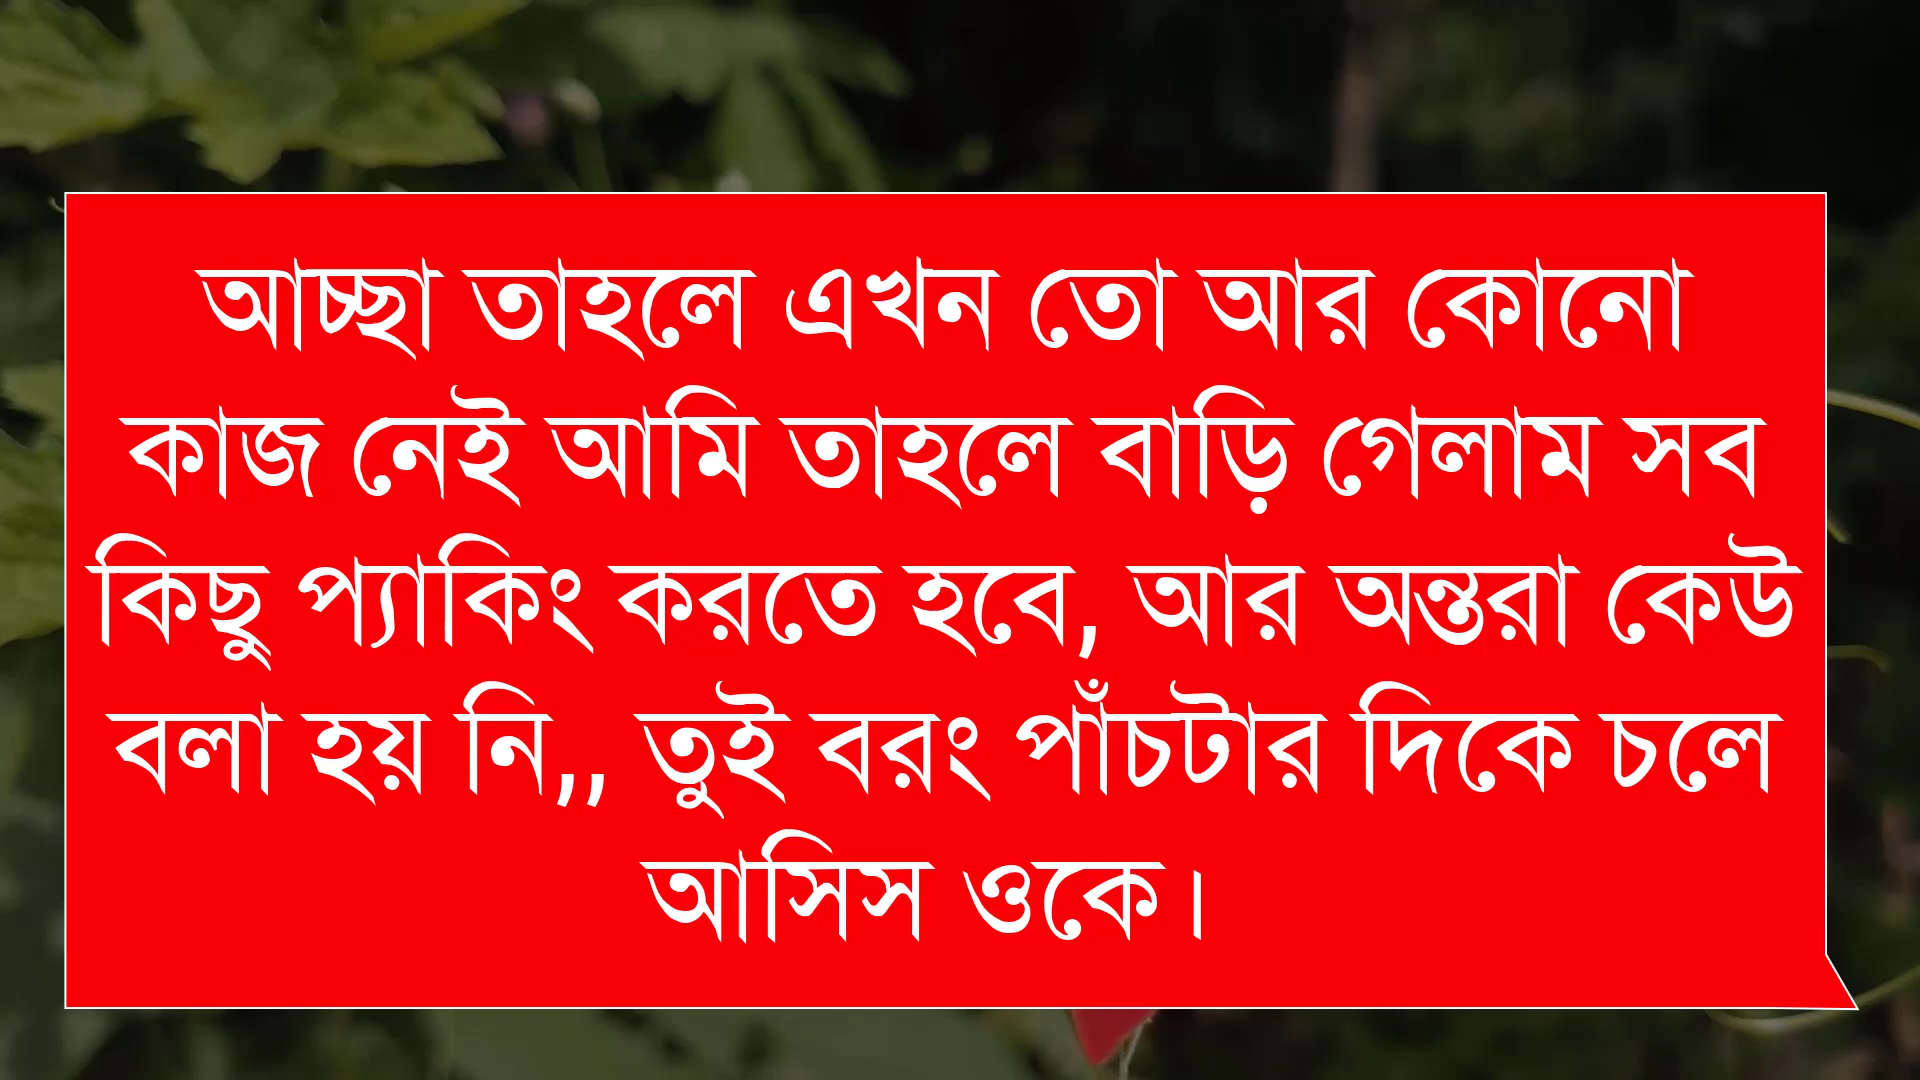 আচ্ছা তাহলে এখন তো আর কোনো
কাজ নেই আমি তাহলে বাড়ি গেলাম সব
কিছু প্যাকিং করতে হবে, আর অন্তরা কেউ
বলা হয় নি,, তুই বরং পাঁচটার দিকে চলে
আসিস ওকে।